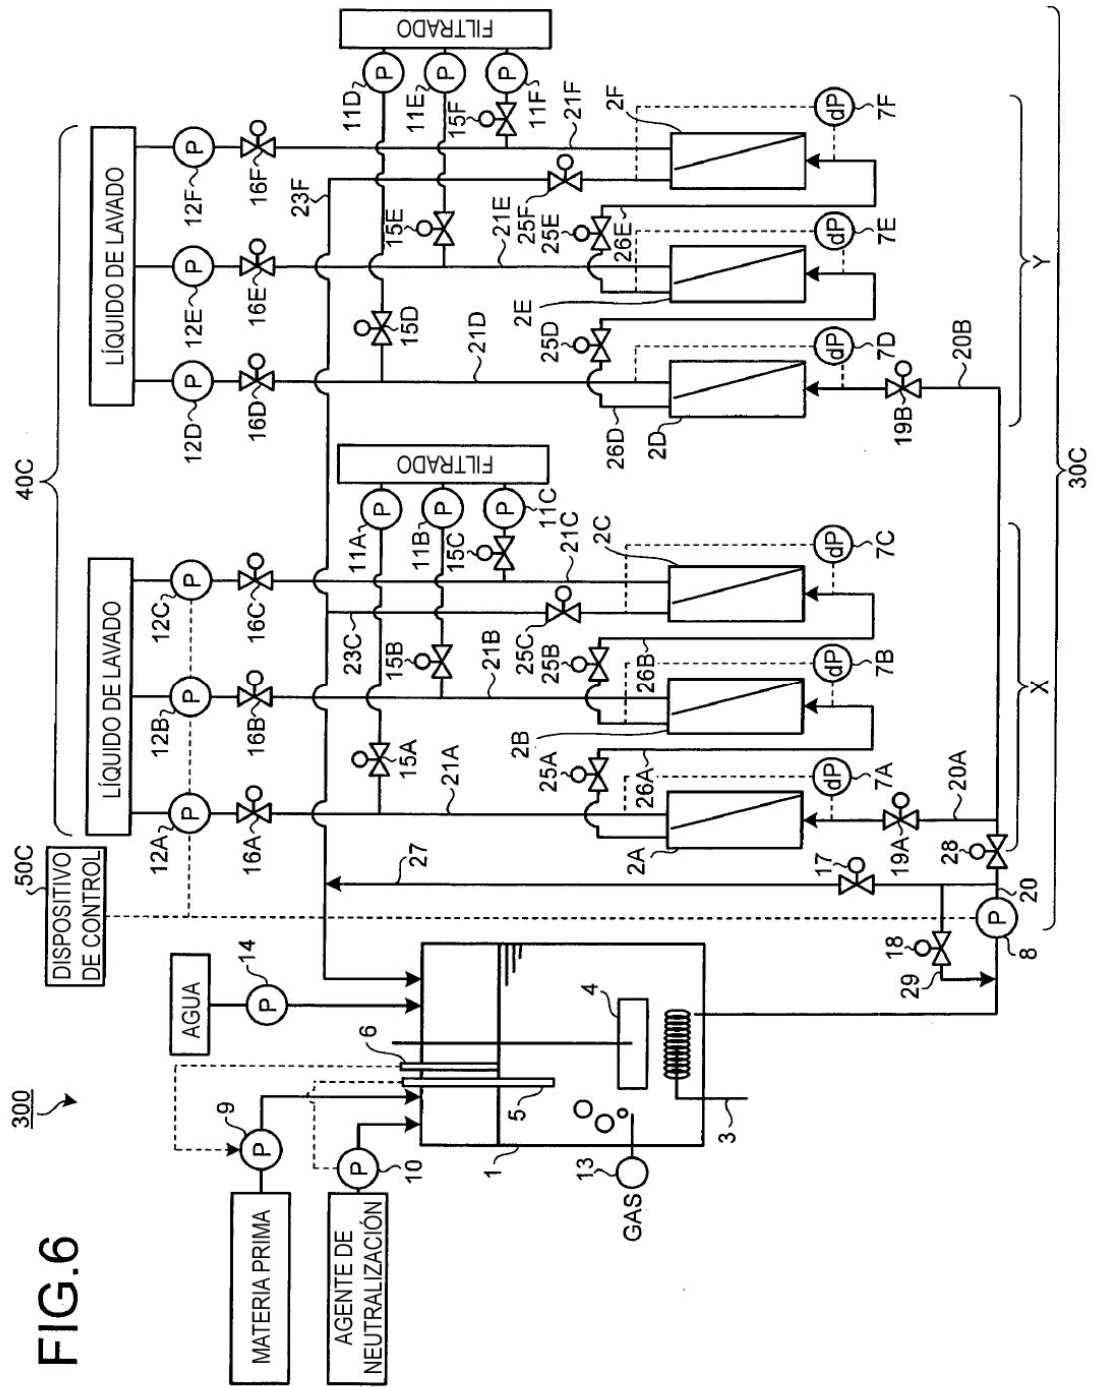 FIG.6
300
40C
50C
DISPOSITIVO
DE CONTROL
LÍQUIDO DE LAVADO
LÍQUIDO DE LAVADO
12A
P
12B
P
12C
P
12D
P
12E
P
12F
P
16A
16B
16C
16D
16E
16F
AGUA
P
14
MATERIA PRIMA
P
9
AGENTE DE
NEUTRALIZACIÓN
P
10
6
5
4
3
1
13
GAS
27
23C
23F
11A
P
11B
P
11C
P
FILTRADO
11D
P
11E
P
11F
P
FILTRADO
15A
15B
15C
15D
15E
15F
21A
21B
21C
21D
21E
21F
25A
25B
25C
25D
25E
25F
26A
26B
26D
26E
2A
2B
2C
2D
2E
2F
dP
7A
dP
7B
dP
7C
dP
7D
dP
7E
dP
7F
17
18
19A
19B
20A
20B
28
20
29
P
8
X
Y
30C